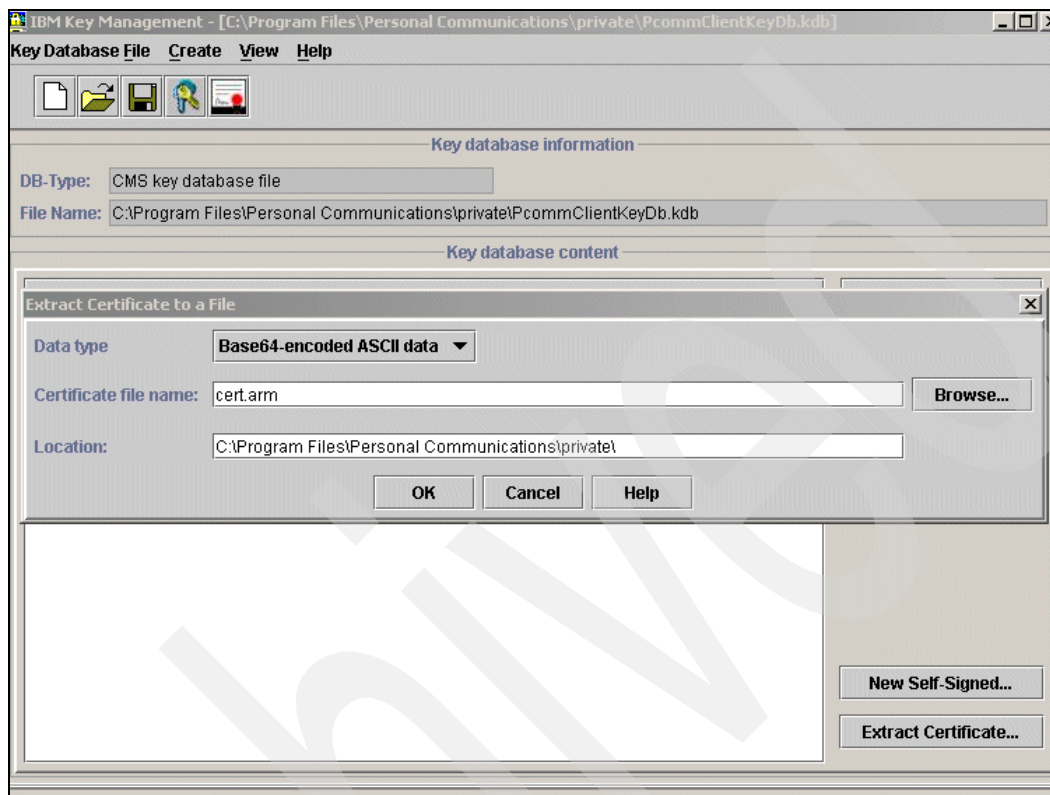 IBM Key Management - [C:\Program Files\Personal Communications\private\PcommClientKeyDb.kdb]
Key Database File Create View Help
Key database information
DB-Type: CMS key database file
File Name: C:\Program Files\Personal Communications\private\PcommClientKeyDb.kdb
Key database content
Extract Certificate to a File
Data type Base64-encoded ASCII data
Certificate file name: cert.arm Browse...
Location: C:\Program Files\Personal Communications\private\
OK Cancel Help
New Self-Signed...
Extract Certificate...